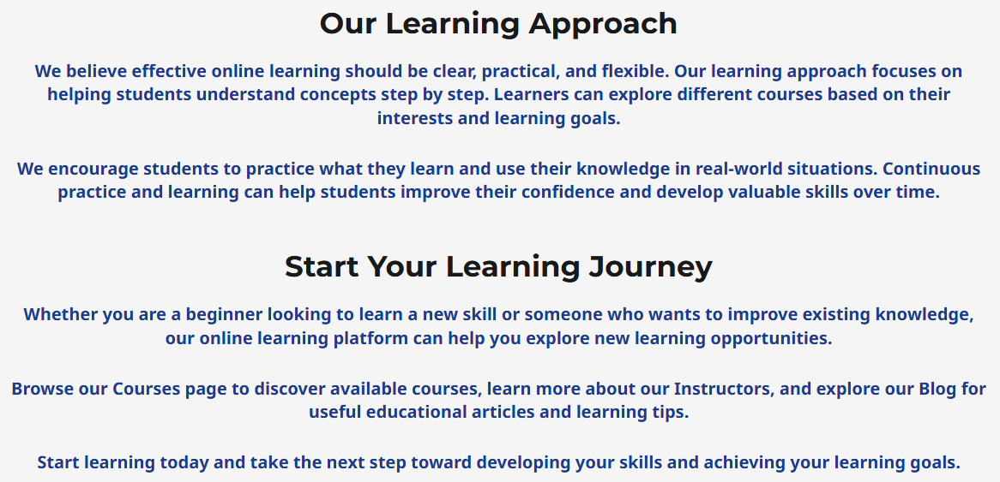 Our Learning Approach
We believe effective online learning should be clear, practical, and flexible. Our learning approach focuses on
helping students understand concepts step by step. Learners can explore different courses based on their
interests and learning goals.
We encourage students to practice what they learn and use their knowledge in real-world situations. Continuous
practice and learning can help students improve their confidence and develop valuable skills over time.
Start Your Learning Journey
Whether you are a beginner looking to learn a new skill or someone who wants to improve existing knowledge,
our online learning platform can help you explore new learning opportunities.
Browse our Courses page to discover available courses, learn more about our Instructors, and explore our Blog for
useful educational articles and learning tips.
Start learning today and take the next step toward developing your skills and achieving your learning goals.